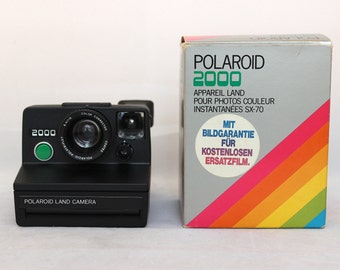 2000
POLAROID LAND CAMERA
POLAROID
2000
APPAREIL LAND
POUR PHOTOS COULEUR
INSTANTANÉES SX-70
MIT
BILDGARANTIE
FÜR
KOSTENLOSEN
ERSATZFILM.